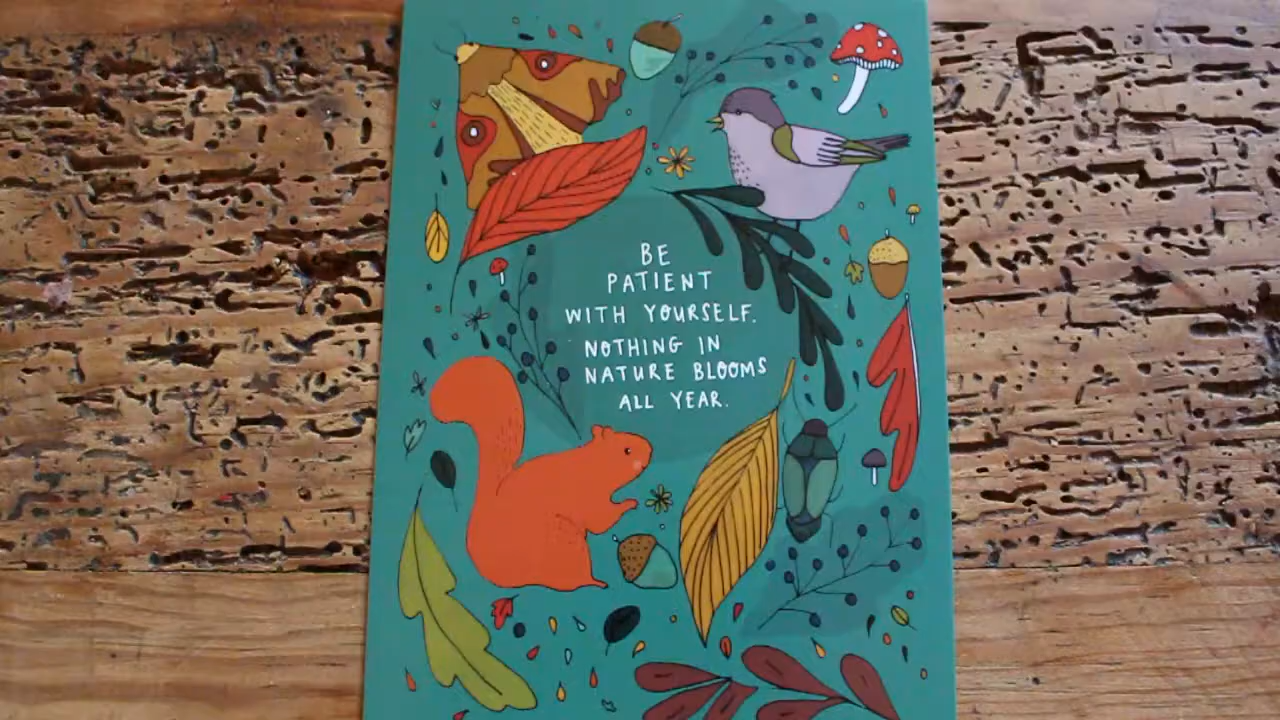 BE
PATIENT
WITH YOURSELF.
NOTHING IN
NATURE BLOOMS
ALL YEAR.